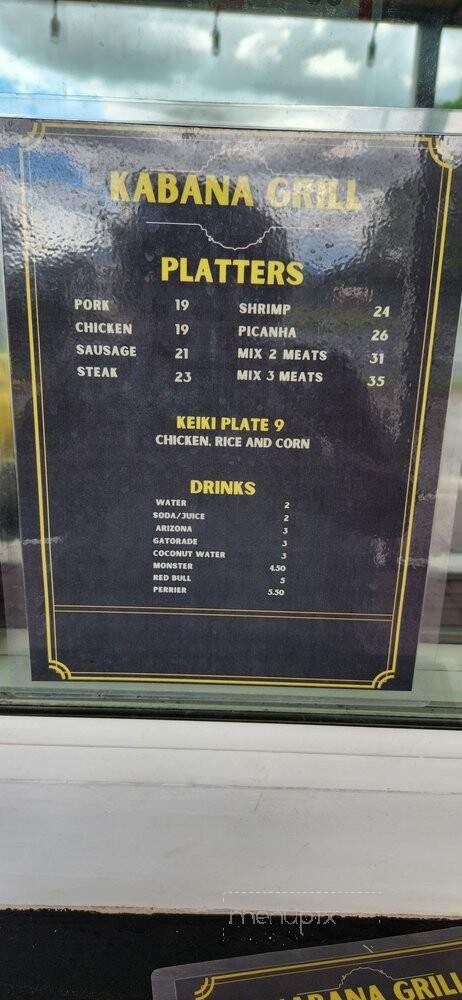 KABANA GRILL
PLATTERS
PORK 19
CHICKEN 19
SAUSAGE 21
STEAK 23
SHRIMP 24
PICANHA 26
MIX 2 MEATS 31
MIX 3 MEATS 35
KEIKI PLATE 9
CHICKEN, RICE AND CORN
DRINKS
WATER 2
SODA/JUICE 2
ARIZONA 3
GATORADE 3
COCONUT WATER 3
MONSTER 4.50
RED BULL 5
PERRIER 5.50
menupix
KABANA GRILL